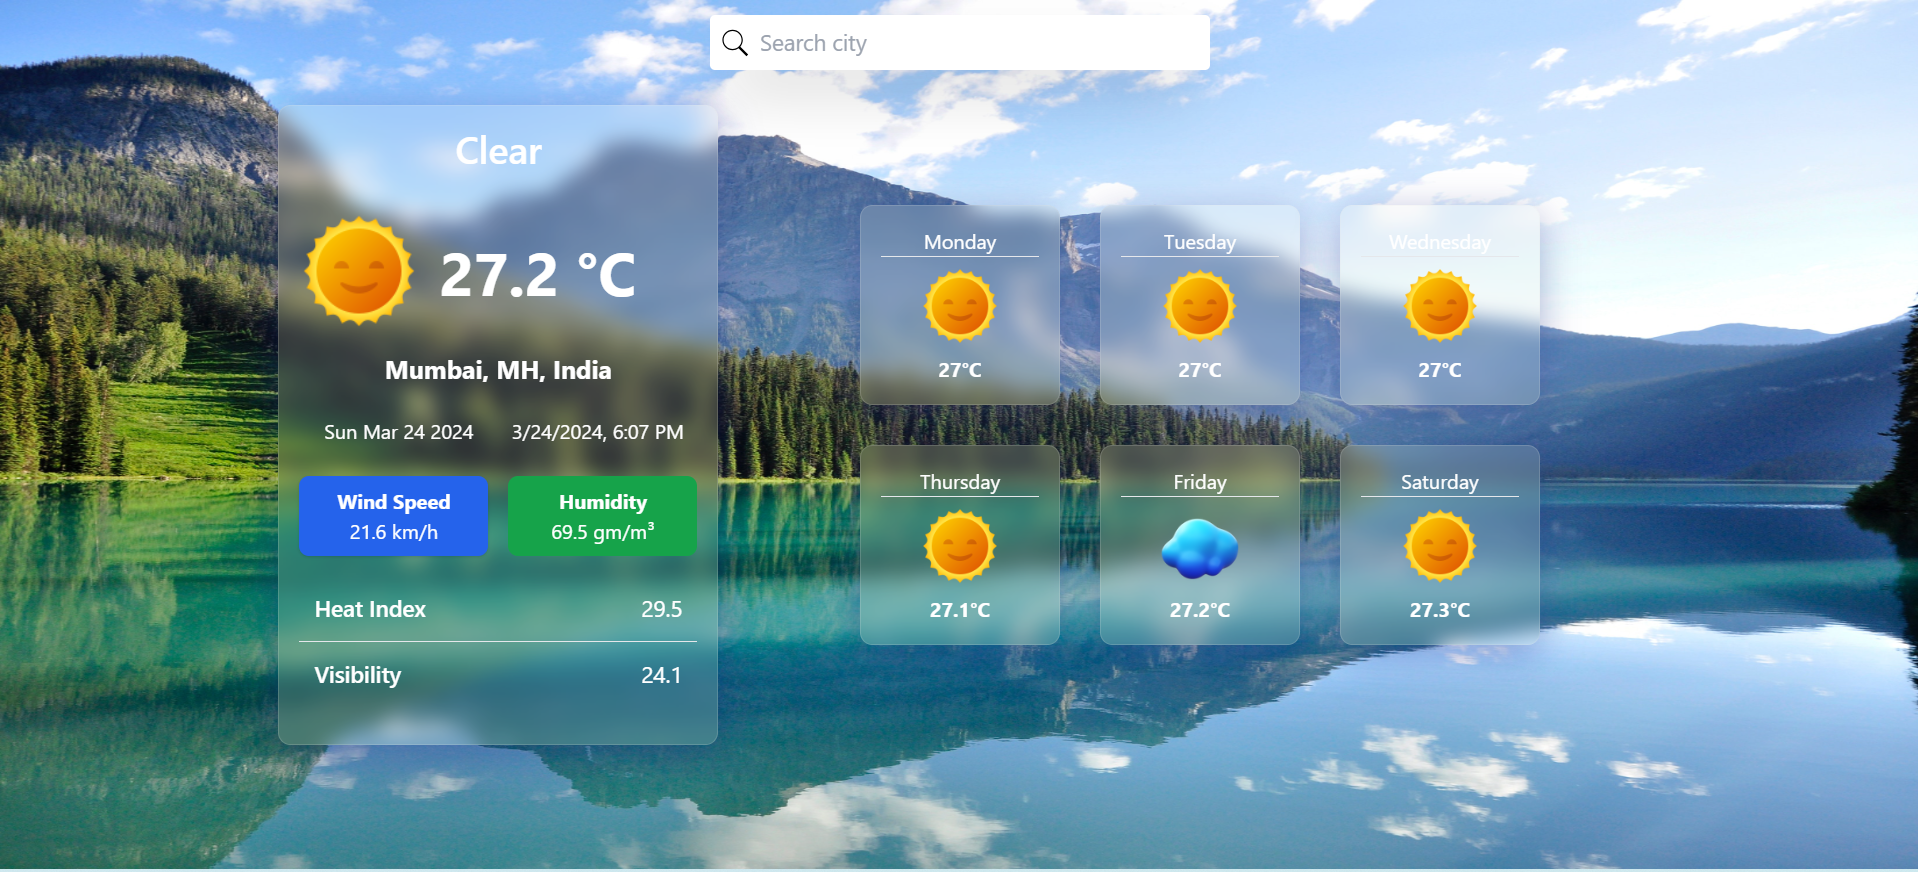 Search city
Clear
27.2 °C
Mumbai, MH, India
Sun Mar 24 2024 3/24/2024, 6:07 PM
Wind Speed
21.6 km/h
Humidity
69.5 gm/m³
Heat Index 29.5
Visibility 24.1
Monday
27°C
Tuesday
27°C
Wednesday
27°C
Thursday
27.1°C
Friday
27.2°C
Saturday
27.3°C